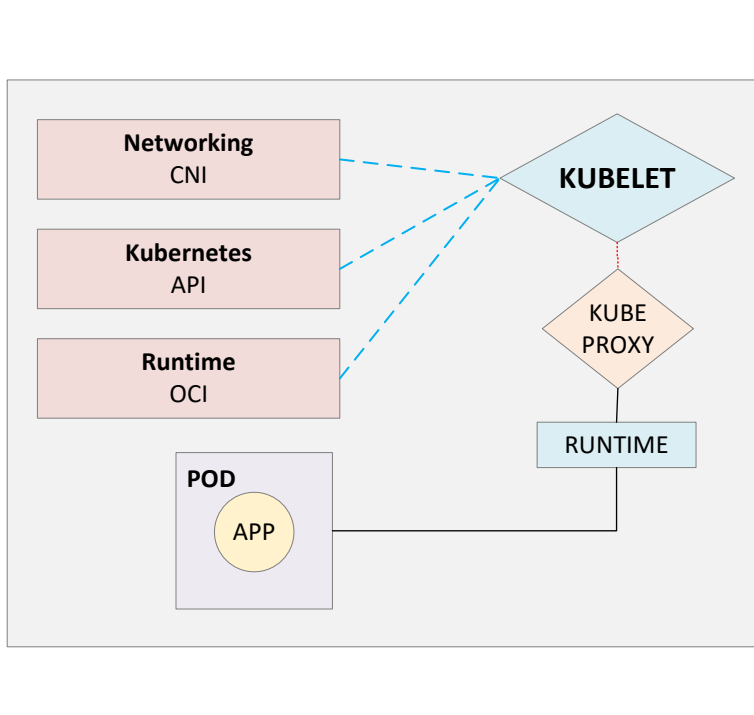 Networking
CNI
KUBELET
Kubernetes
API
KUBE
PROXY
Runtime
OCI
RUNTIME
POD
APP